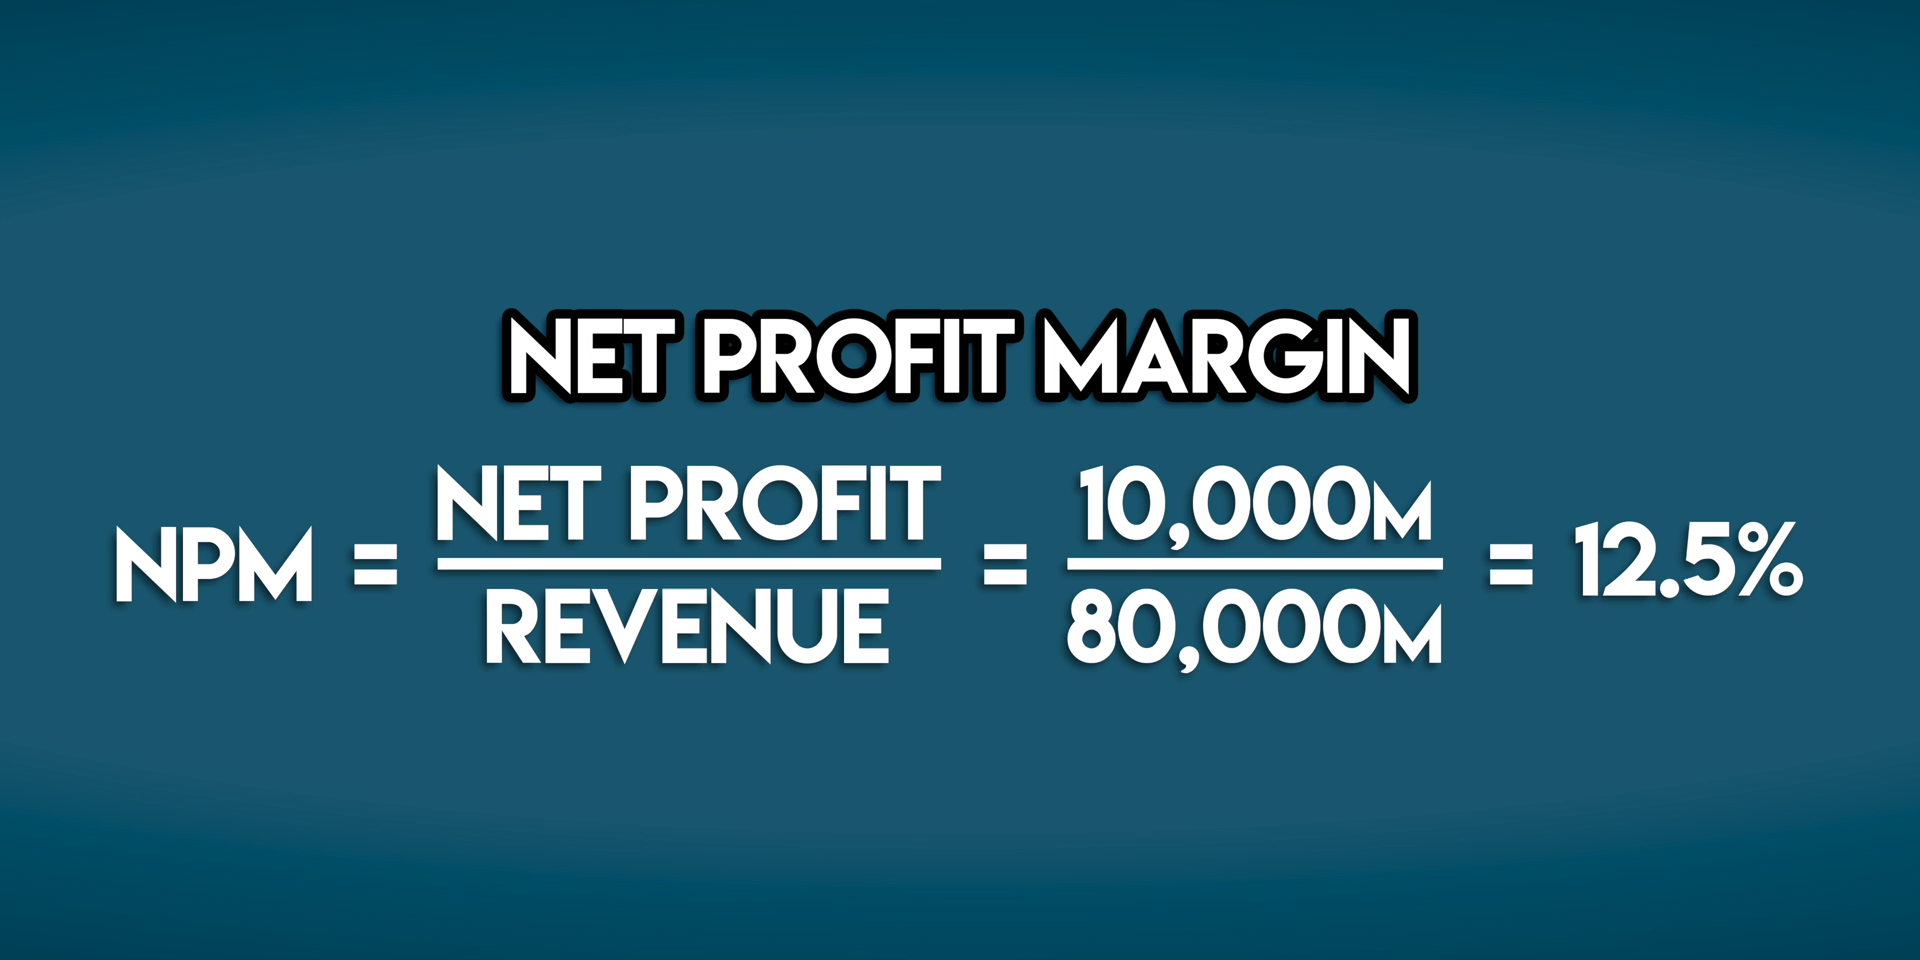 NET PROFIT MARGIN
NPM = NET PROFIT / REVENUE = 10,000M / 80,000M = 12.5%